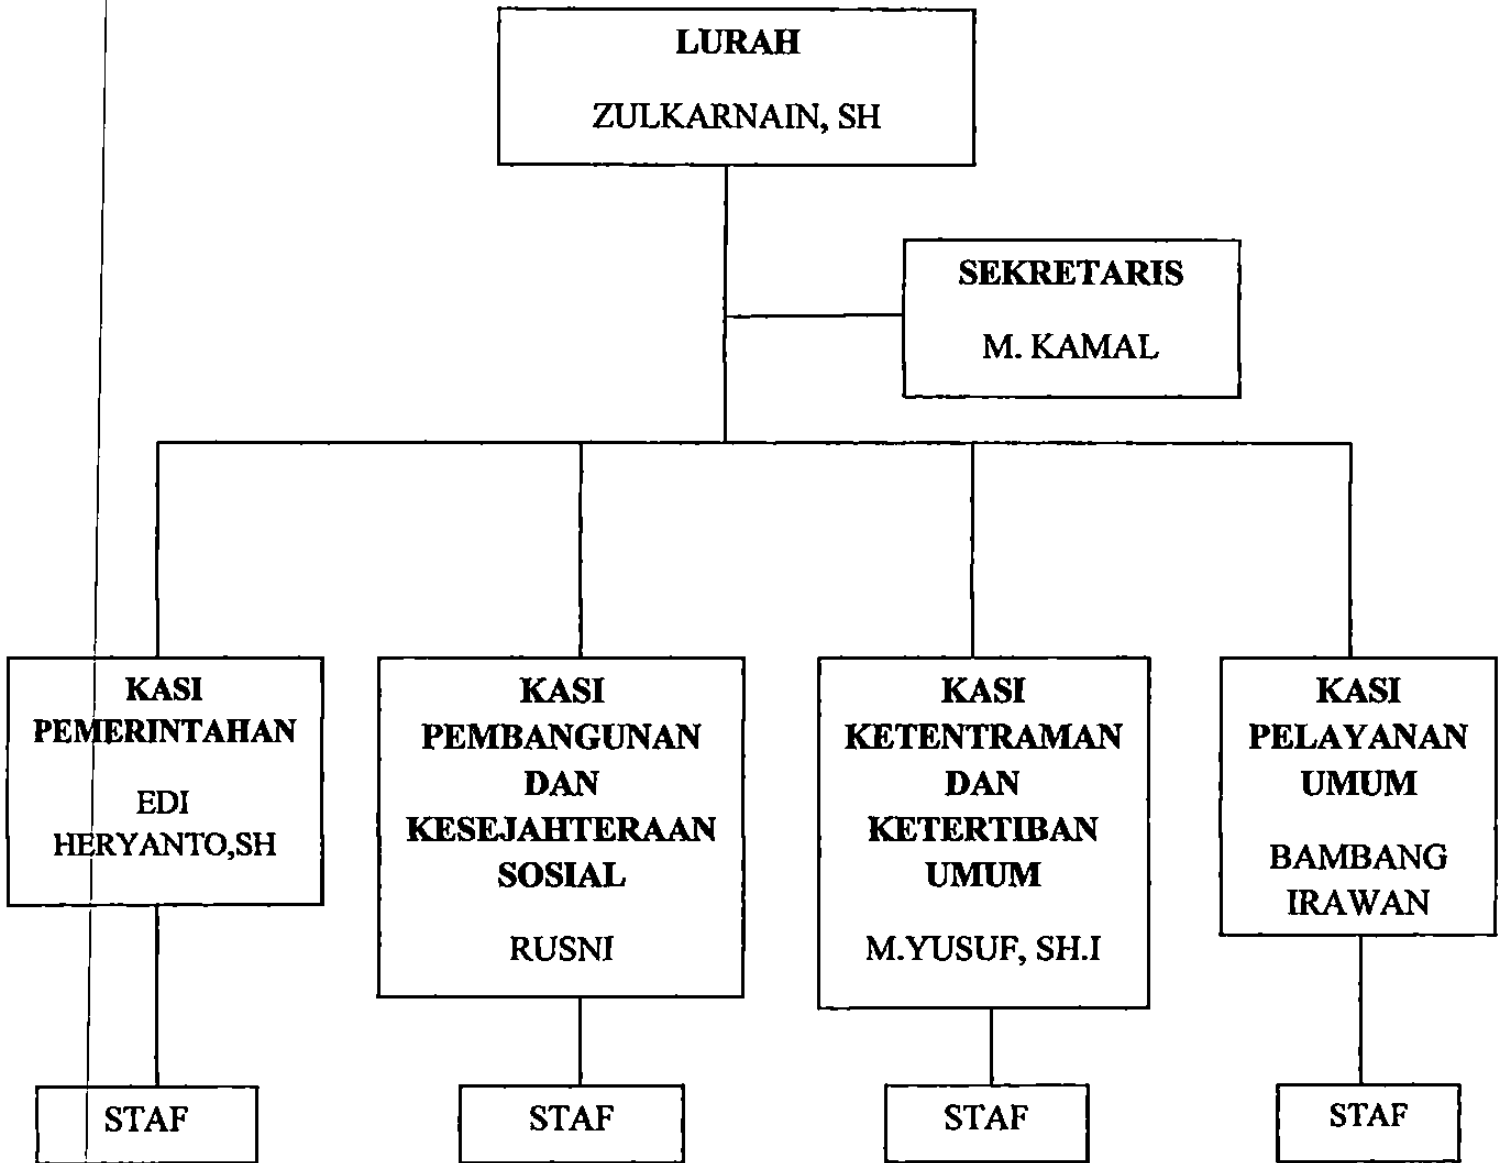 LURAH
ZULKARNAIN, SH
SEKRETARIS
M. KAMAL
KASI
PEMERINTAHAN
EDI
HERYANTO,SH
KASI
PEMBANGUNAN
DAN
KESEJAHTERAAN
SOSIAL
RUSNI
KASI
KETENTRAMAN
DAN
KETERTIBAN
UMUM
M.YUSUF, SH.I
KASI
PELAYANAN
UMUM
BAMBANG
IRAWAN
STAF
STAF
STAF
STAF